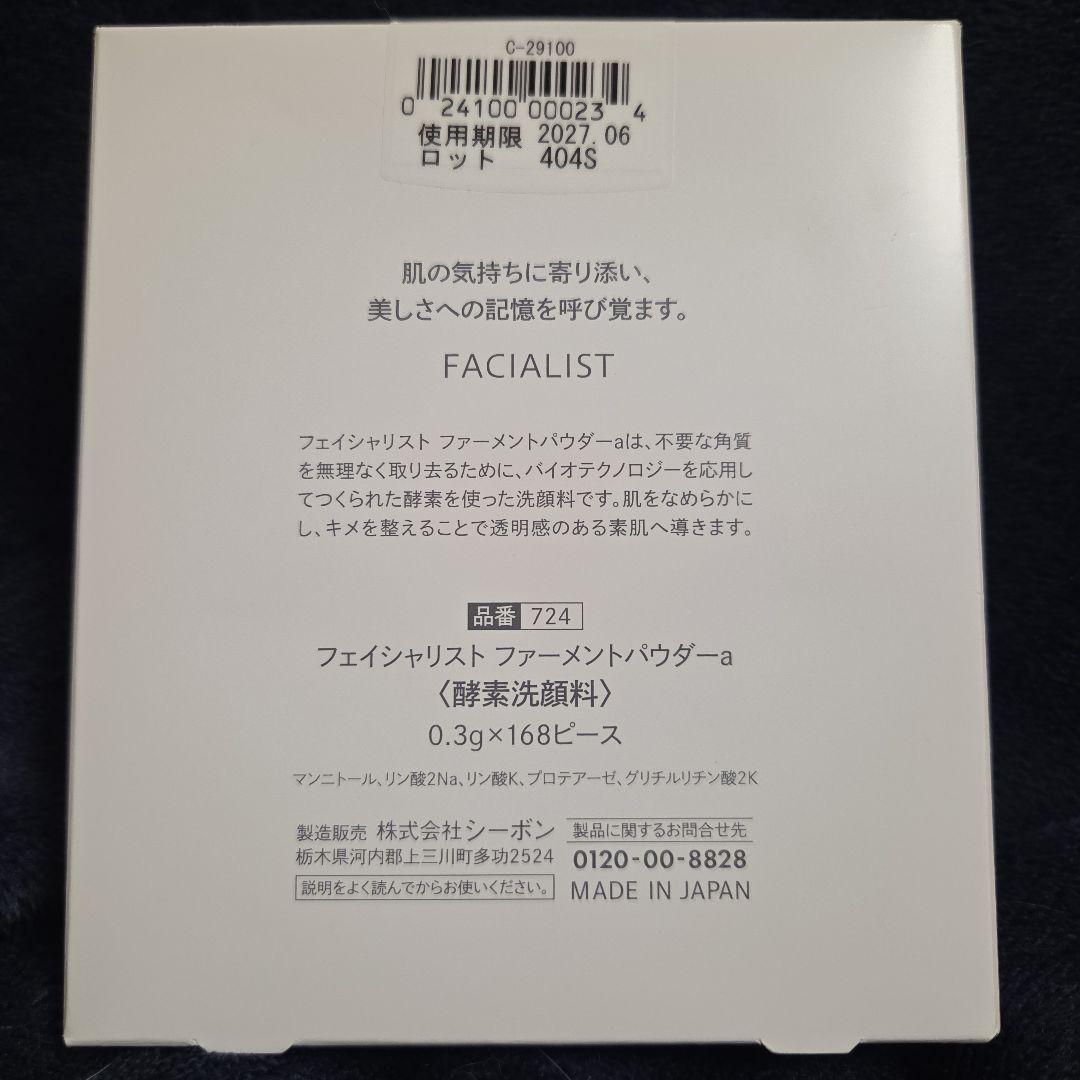 C-29100
0 24100 00023 4
使用期限 2027.06
ロット 404S
肌の気持ちに寄り添い、
美しさへの記憶を呼び覚ます。
FACIALIST
フェイシャリスト ファーメントパウダーaは、不要な角質
を無理なく取り去るために、バイオテクノロジーを応用し
てつくられた酵素を使った洗顔料です。肌をなめらかに
し、キメを整えることで透明感のある素肌へ導きます。
品番 724
フェイシャリスト ファーメントパウダーa
〈酵素洗顔料〉
0.3g×168ピース
マンニトール、リン酸2Na、リン酸K、プロテアーゼ、グリチルリチン酸2K
製造販売 株式会社シーボン
栃木県河内郡上三川町多功2524
説明をよく読んでからお使いください。
製品に関するお問合せ先
0120-00-8828
MADE IN JAPAN